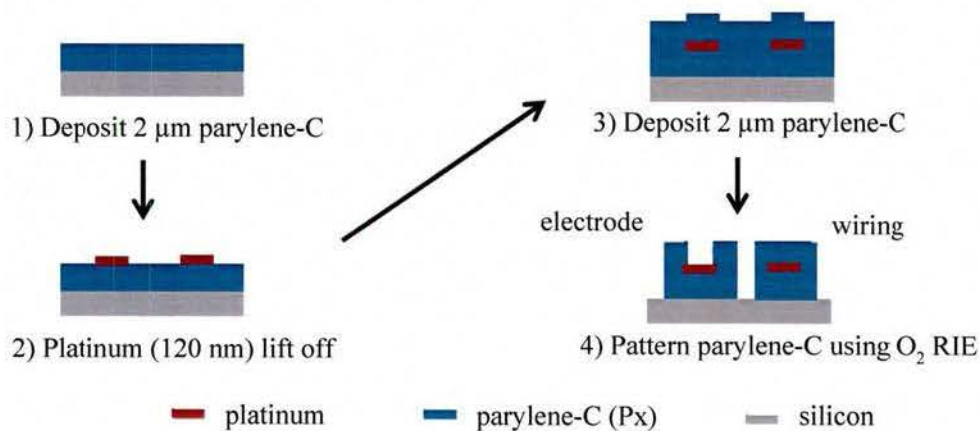 1) Deposit 2 μm parylene-C
2) Platinum (120 nm) lift off
3) Deposit 2 μm parylene-C
electrode
wiring
4) Pattern parylene-C using O₂ RIE
platinum
parylene-C (Px)
silicon